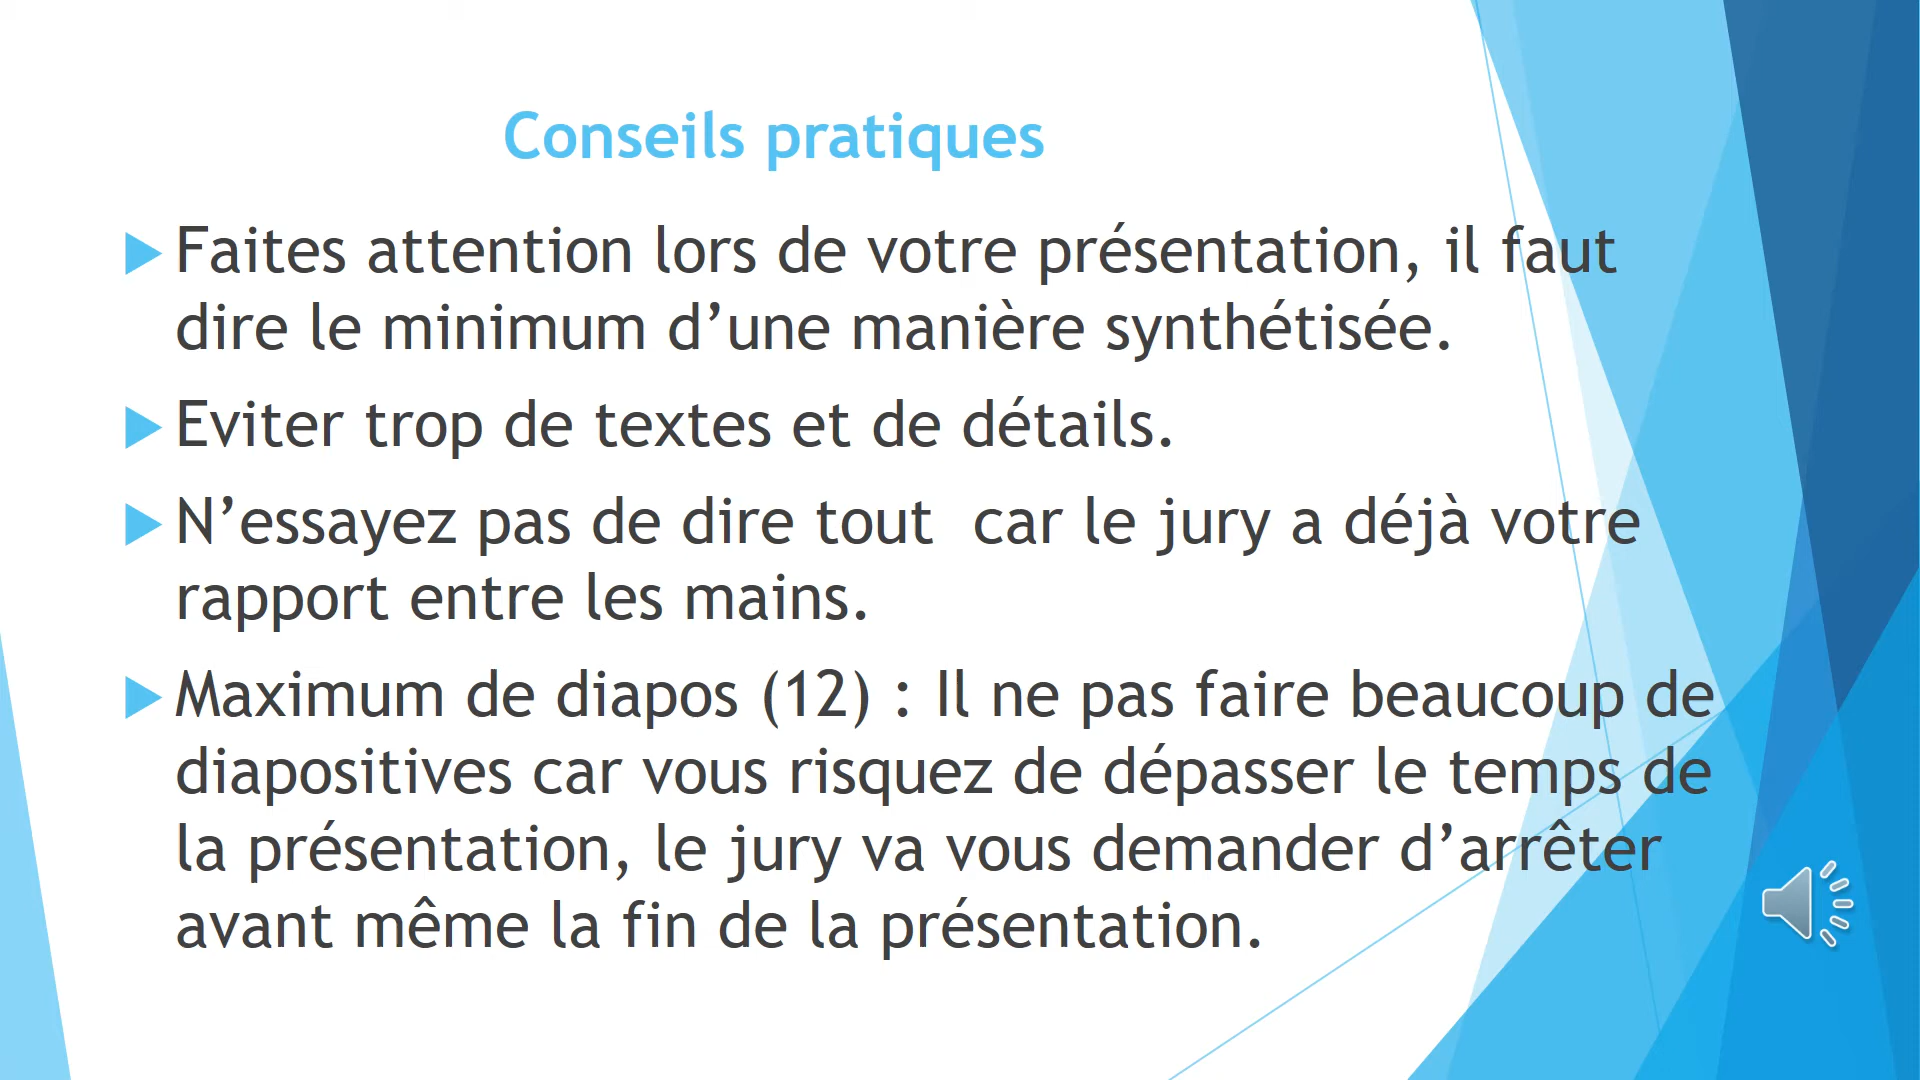 Conseils pratiques
Faites attention lors de votre présentation, il faut
dire le minimum d’une manière synthétisée.
Eviter trop de textes et de détails.
N’essayez pas de dire tout  car le jury a déjà votre
rapport entre les mains.
Maximum de diapos (12) : Il ne pas faire beaucoup de
diapositives car vous risquez de dépasser le temps de
la présentation, le jury va vous demander d’arrêter
avant même la fin de la présentation.